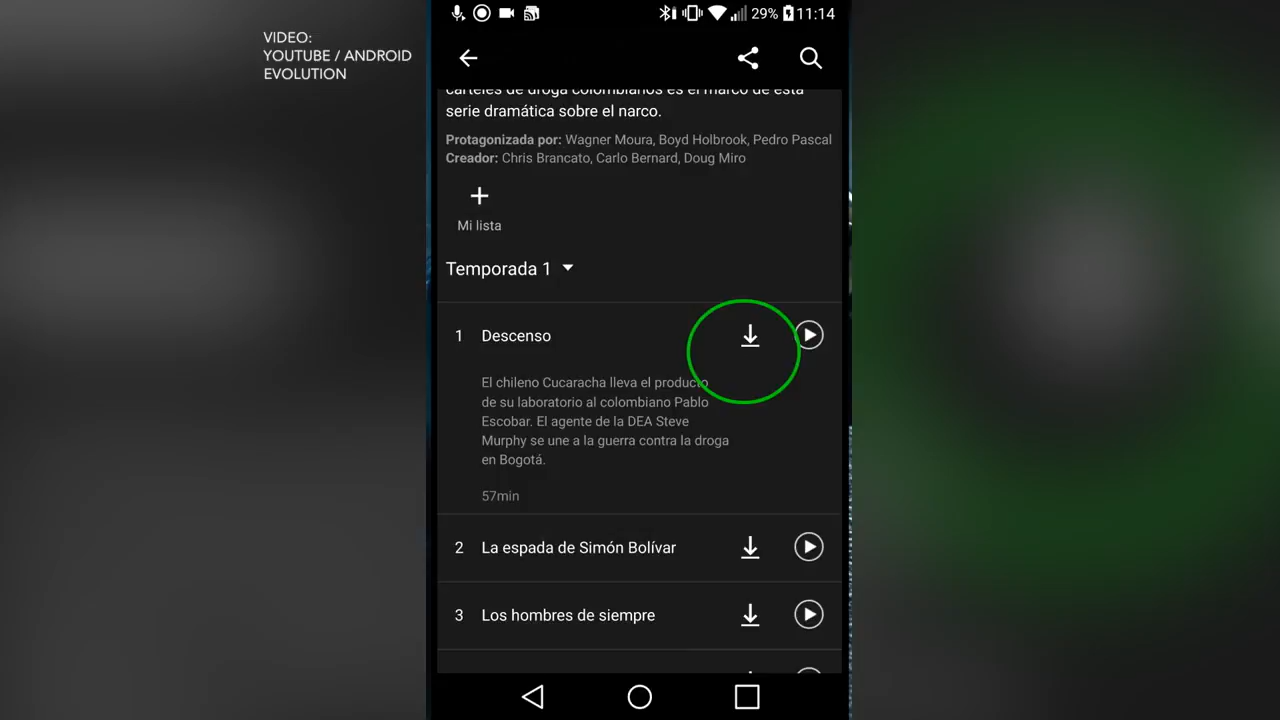 VIDEO:
YOUTUBE / ANDROID
EVOLUTION
29% 11:14
carteles de droga colombianos es el marco de esta
serie dramática sobre el narco.
Protagonizada por: Wagner Moura, Boyd Holbrook, Pedro Pascal
Creador: Chris Brancato, Carlo Bernard, Doug Miro
Mi lista
Temporada 1
1 Descenso
El chileno Cucaracha lleva el producto
de su laboratorio al colombiano Pablo
Escobar. El agente de la DEA Steve
Murphy se une a la guerra contra la droga
en Bogotá.
57min
2 La espada de Simón Bolívar
3 Los hombres de siempre